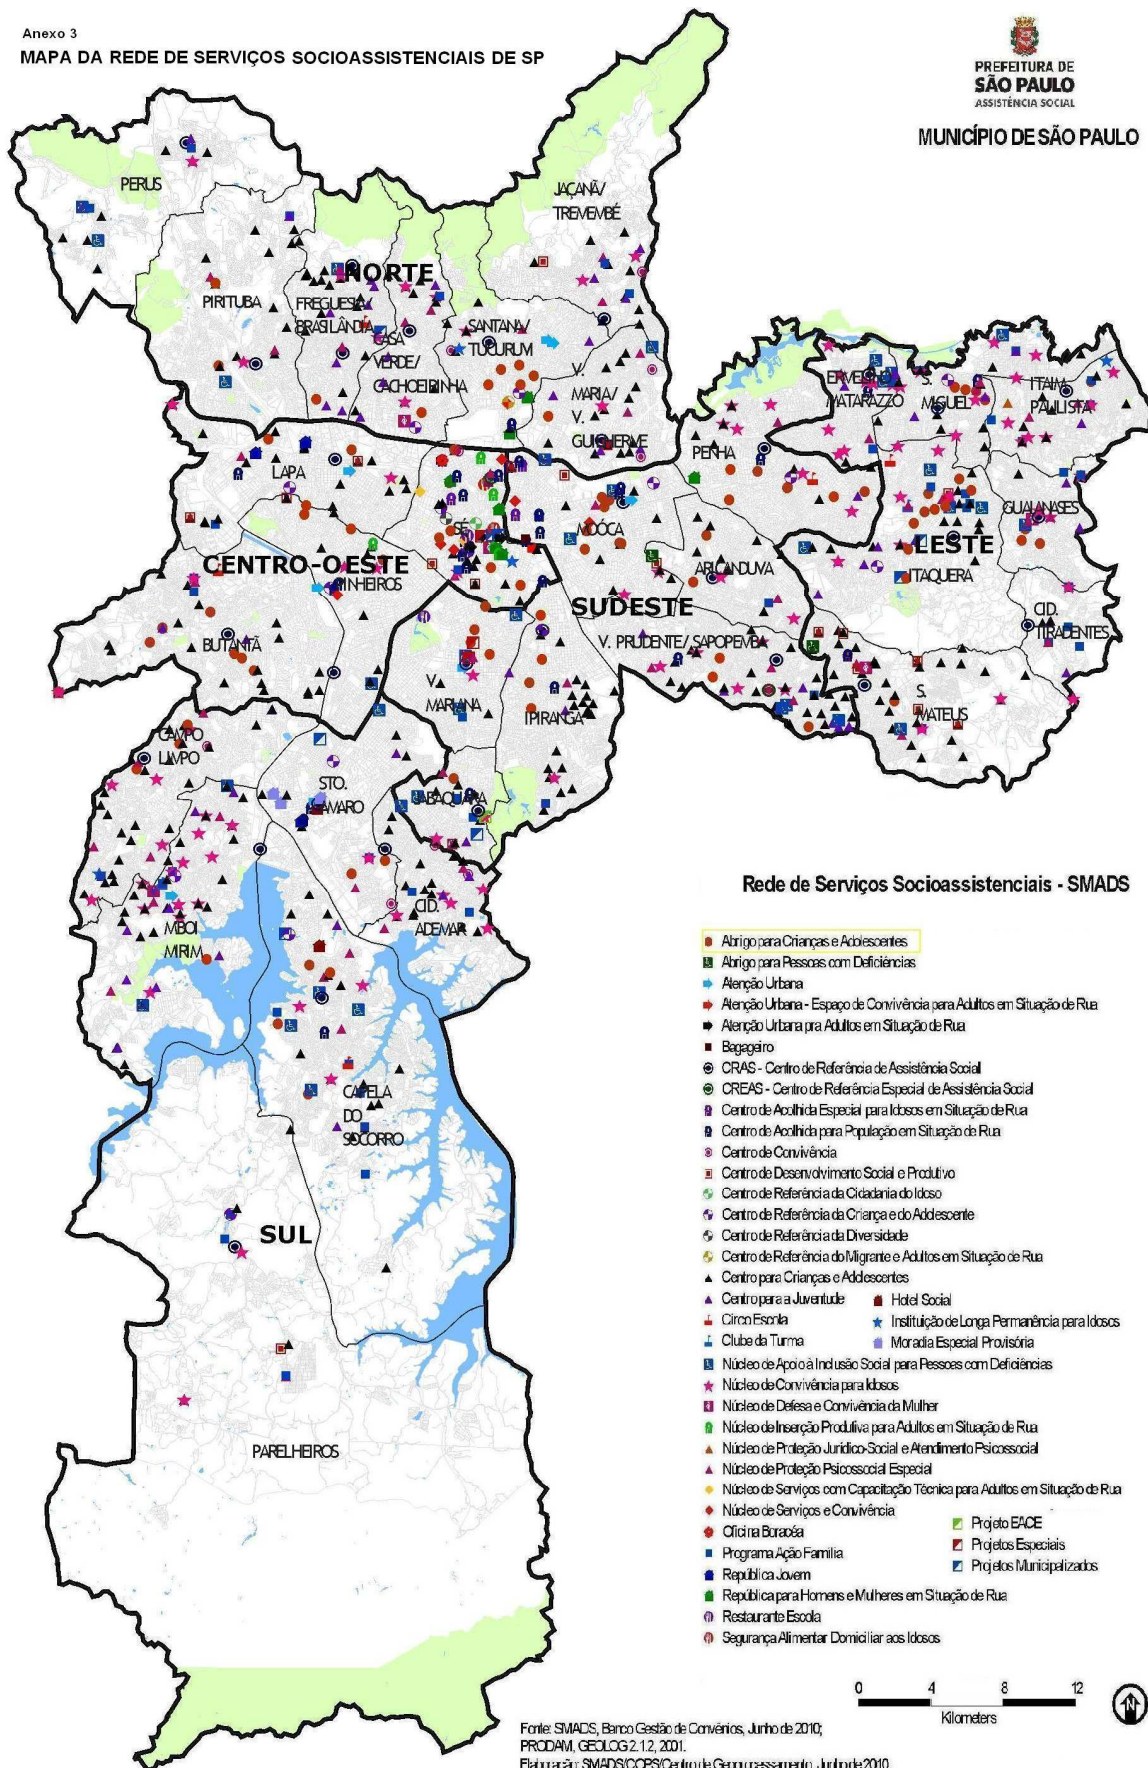 Anexo 3
MAPA DA REDE DE SERVIÇOS SOCIOASSISTENCIAIS DE SP
PREFEITURA DE
SÃO PAULO
ASSISTÊNCIA SOCIAL
MUNICÍPIO DE SÃO PAULO
PERUS
JAÇANÃ/
TREMEMBÉ
NORTE
PIRITUBA
FREGUESIA/
BRASILÂNDIA
CASA
VERDE/
CACHOEIRINHA
SANTANA/
TUCURUVI
V.
MARIA/
V.
GUILHERME
ERMELINO
MATARAZZO
S.
MIGUEL
ITAIM
PAULISTA
PENHA
LAPA
SÉ
MOÓCA
GUAIANASES
LESTE
ITAQUERA
CENTRO-OESTE
PINHEIROS
ARICANDUVA
SUDESTE
CID.
TIRADENTES
BUTANTÃ
V. PRUDENTE/SAPOPEMBA
V.
MARIANA
IPIRANGA
S.
MATEUS
CAMPO
LIMPO
STO.
AMARO
JABAQUARA
CID.
ADEMAR
M'BOI
MIRIM
CAPELA
DO
SOCORRO
SUL
PARELHEIROS
Rede de Serviços Socioassistenciais - SMADS
Abrigo para Crianças e Adolescentes
Abrigo para Pessoas com Deficiências
Atenção Urbana
Atenção Urbana - Espaço de Convivência para Adultos em Situação de Rua
Atenção Urbana pra Adultos em Situação de Rua
Bagageiro
CRAS - Centro de Referência de Assistência Social
CREAS - Centro de Referência Especial de Assistência Social
Centro de Acolhida Especial para Idosos em Situação de Rua
Centro de Acolhida para População em Situação de Rua
Centro de Convivência
Centro de Desenvolvimento Social e Produtivo
Centro de Referência da Cidadania do Idoso
Centro de Referência da Criança e do Adolescente
Centro de Referência da Diversidade
Centro de Referência do Migrante e Adultos em Situação de Rua
Centro para Crianças e Adolescentes
Centro para a Juventude
Hotel Social
Circo Escola
Instituição de Longa Permanência para Idosos
Clube da Turma
Moradia Especial Provisória
Núcleo de Apoio à Inclusão Social para Pessoas com Deficiências
Núcleo de Convivência para Idosos
Núcleo de Defesa e Convivência da Mulher
Núcleo de Inserção Produtiva para Adultos em Situação de Rua
Núcleo de Proteção Jurídico-Social e Atendimento Psicossocial
Núcleo de Proteção Psicossocial Especial
Núcleo de Serviços com Capacitação Técnica para Adultos em Situação de Rua
Núcleo de Serviços e Convivência
Oficina Boracéa
Projeto EACE
Projetos Especiais
Programa Ação Família
Projetos Municipalizados
República Jovem
República para Homens e Mulheres em Situação de Rua
Restaurante Escola
Segurança Alimentar Domiciliar aos Idosos
0 4 8 12
Kilometers
N
Fonte: SMADS, Banco Gestão de Convênios, Junho de 2010;
PRODAM, GEOLOG 2.1.2, 2001.
Elaboração: SMADS/COPS/Centro de Geoprocessamento, Junho de 2010